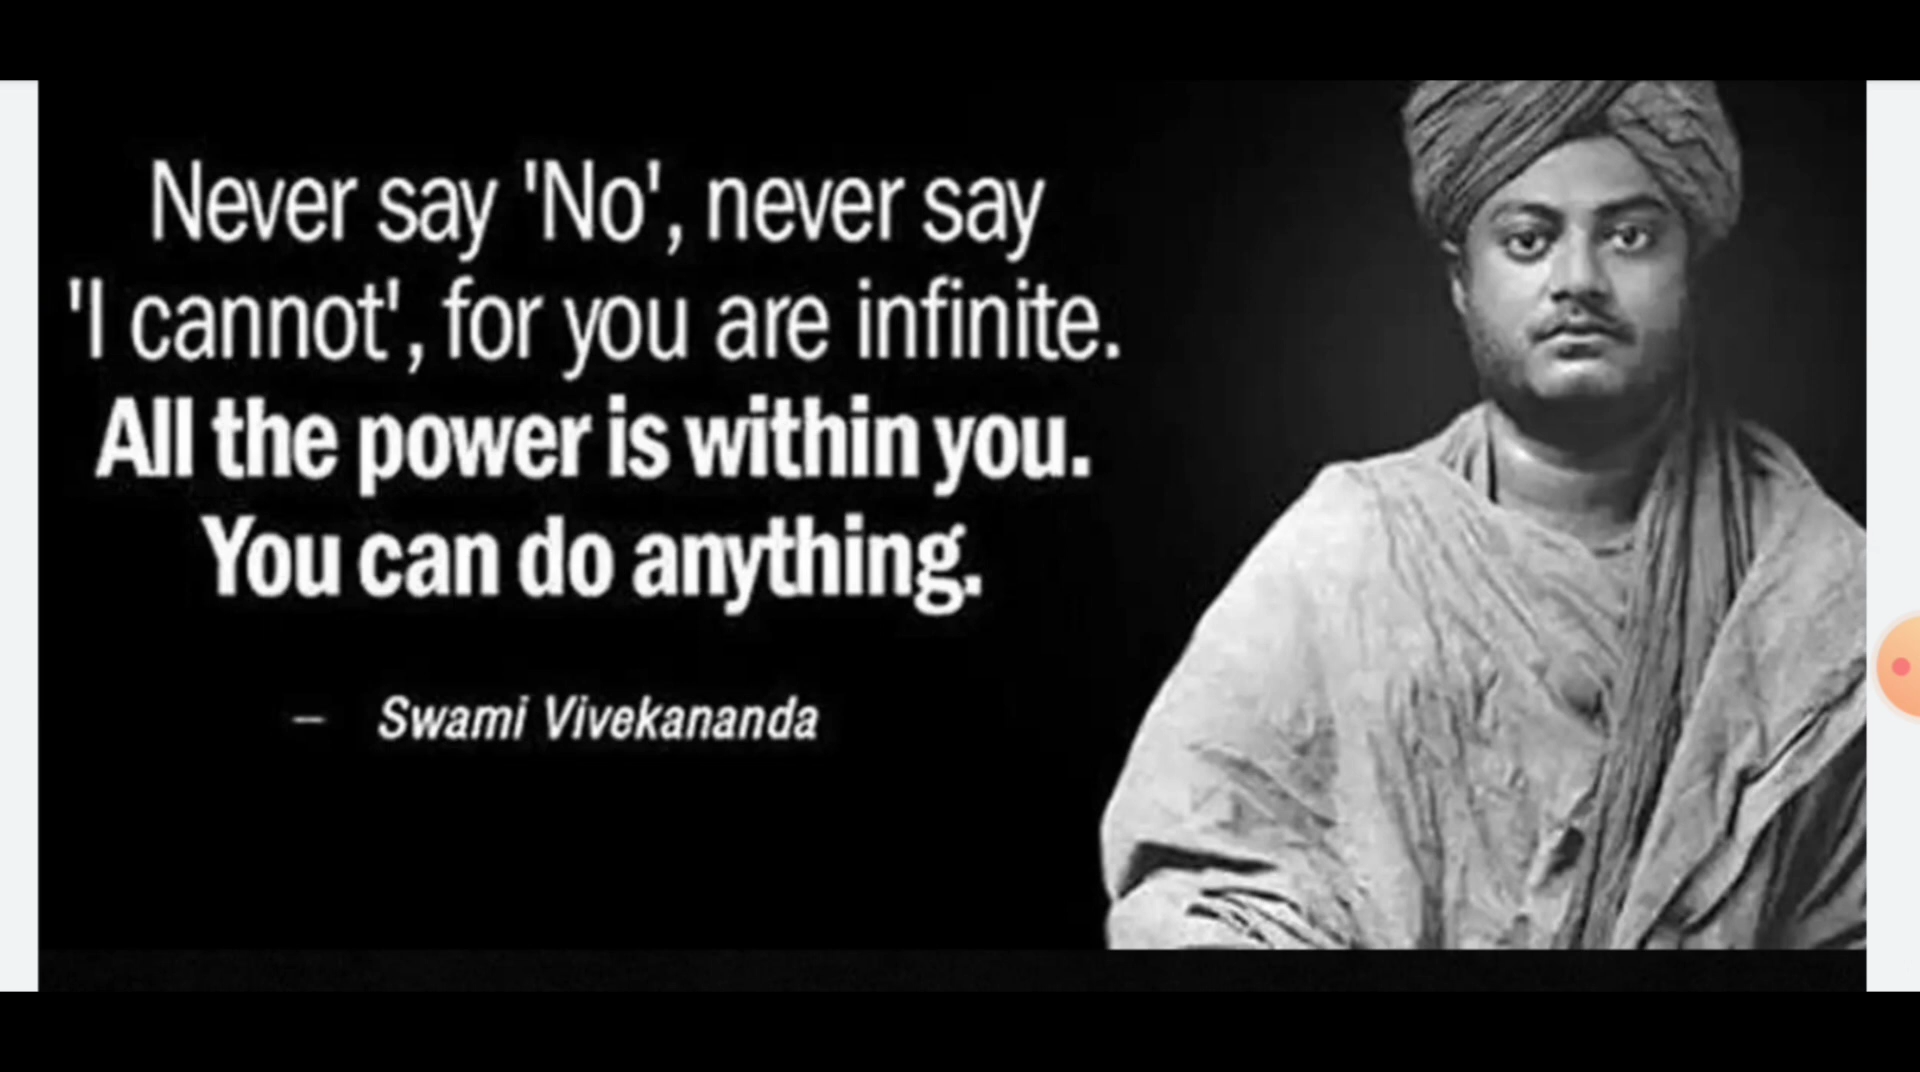 Never say 'No', never say
'I cannot', for you are infinite.
All the power is within you.
You can do anything.
– Swami Vivekananda